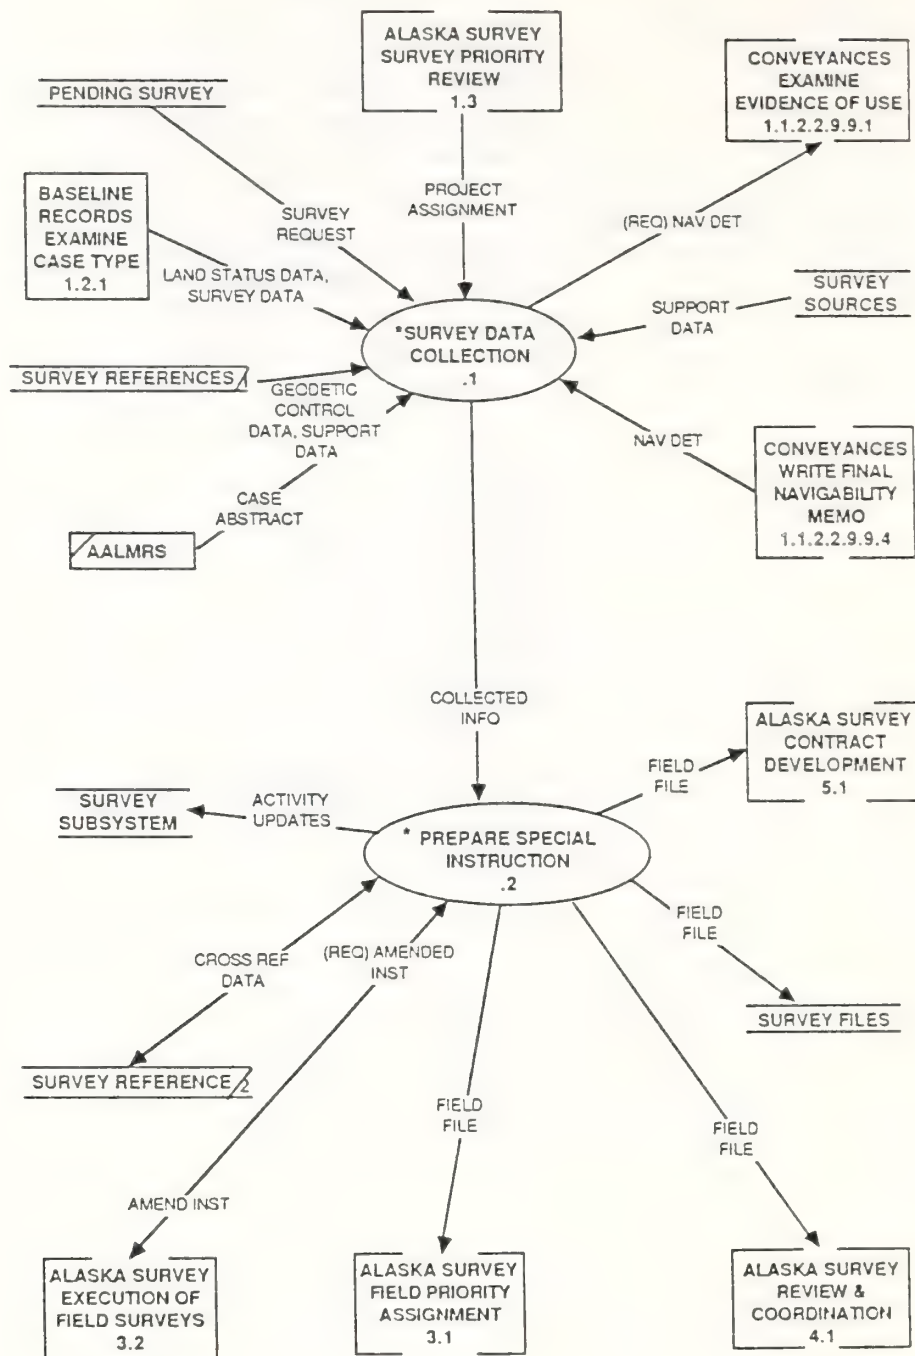 ALASKA SURVEY
SURVEY PRIORITY
REVIEW
1.3
CONVEYANCES
EXAMINE
EVIDENCE OF USE
1.1.2.2.9.9.1
PENDING SURVEY
BASELINE
RECORDS
EXAMINE
CASE TYPE
1.2.1
SURVEY
REQUEST
PROJECT
ASSIGNMENT
(REQ) NAV DET
LAND STATUS DATA,
SURVEY DATA
SUPPORT
DATA
SURVEY
SOURCES
*SURVEY DATA
COLLECTION
.1
SURVEY REFERENCES 1
GEODETIC
CONTROL
DATA, SUPPORT
DATA
NAV DET
CONVEYANCES
WRITE FINAL
NAVIGABILITY
MEMO
1.1.2.2.9.9.4
CASE
ABSTRACT
AALMRS
COLLECTED
INFO
ALASKA SURVEY
CONTRACT
DEVELOPMENT
5.1
FIELD
FILE
SURVEY
SUBSYSTEM
ACTIVITY
UPDATES
* PREPARE SPECIAL
INSTRUCTION
.2
FIELD
FILE
SURVEY FILES
CROSS REF
DATA
(REQ) AMENDED
INST
SURVEY REFERENCE 2
FIELD
FILE
FIELD
FILE
AMEND INST
ALASKA SURVEY
EXECUTION OF
FIELD SURVEYS
3.2
ALASKA SURVEY
FIELD PRIORITY
ASSIGNMENT
3.1
ALASKA SURVEY
REVIEW &
COORDINATION
4.1